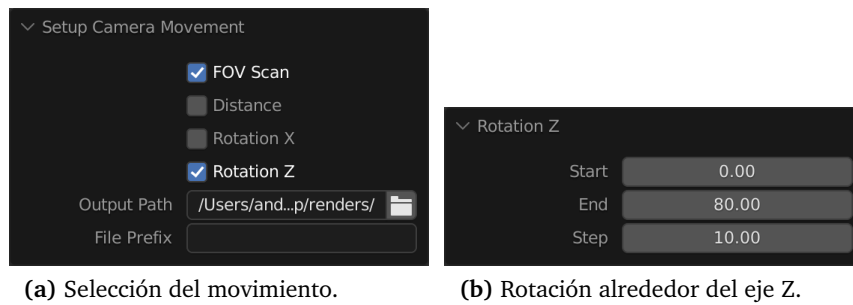 Setup Camera Movement
FOV Scan
Distance
Rotation X
Rotation Z
Output Path /Users/and...p/renders/
File Prefix
(a) Selección del movimiento.
Rotation Z
Start 0.00
End 80.00
Step 10.00
(b) Rotación alrededor del eje Z.